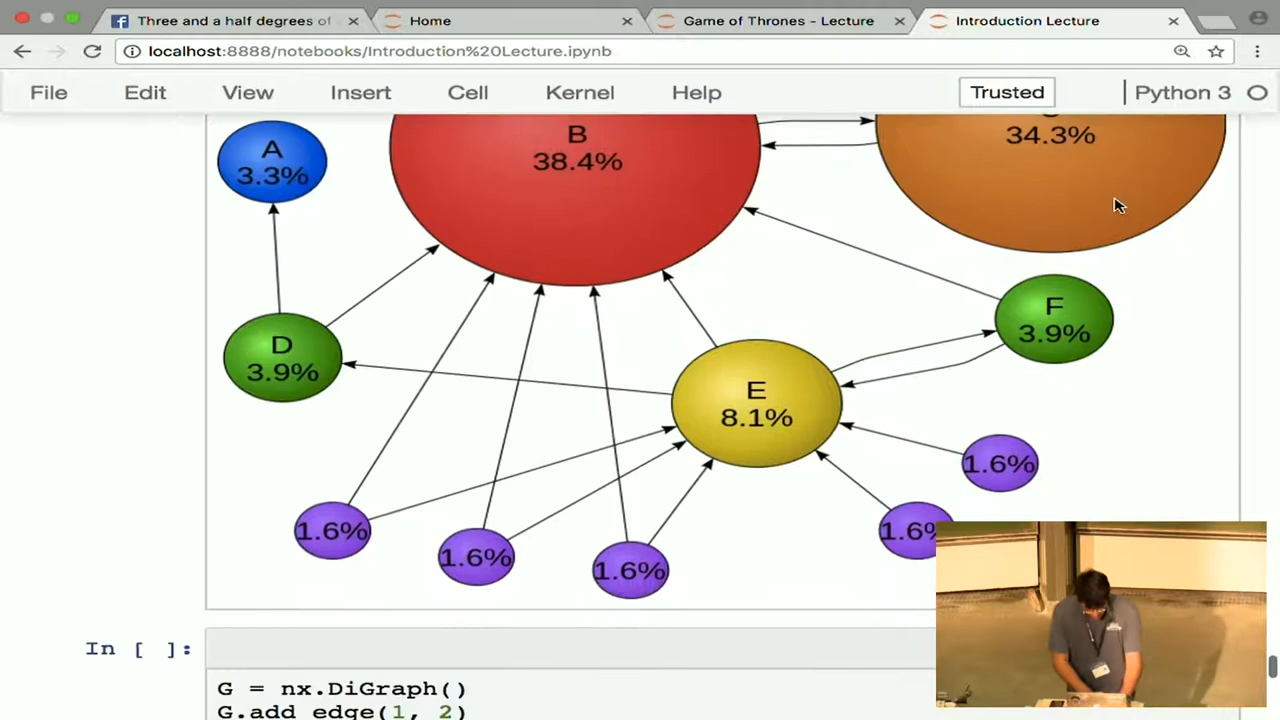 Three and a half degrees of
Home
Game of Thrones - Lecture
Introduction Lecture
localhost:8888/notebooks/Introduction%20Lecture.ipynb
File Edit View Insert Cell Kernel Help Trusted Python 3
B
38.4%
34.3%
A
3.3%
F
3.9%
D
3.9%
E
8.1%
1.6%
1.6%
1.6%
1.6%
1.6%
In [ ]:
G = nx.DiGraph()
G.add_edge(1, 2)